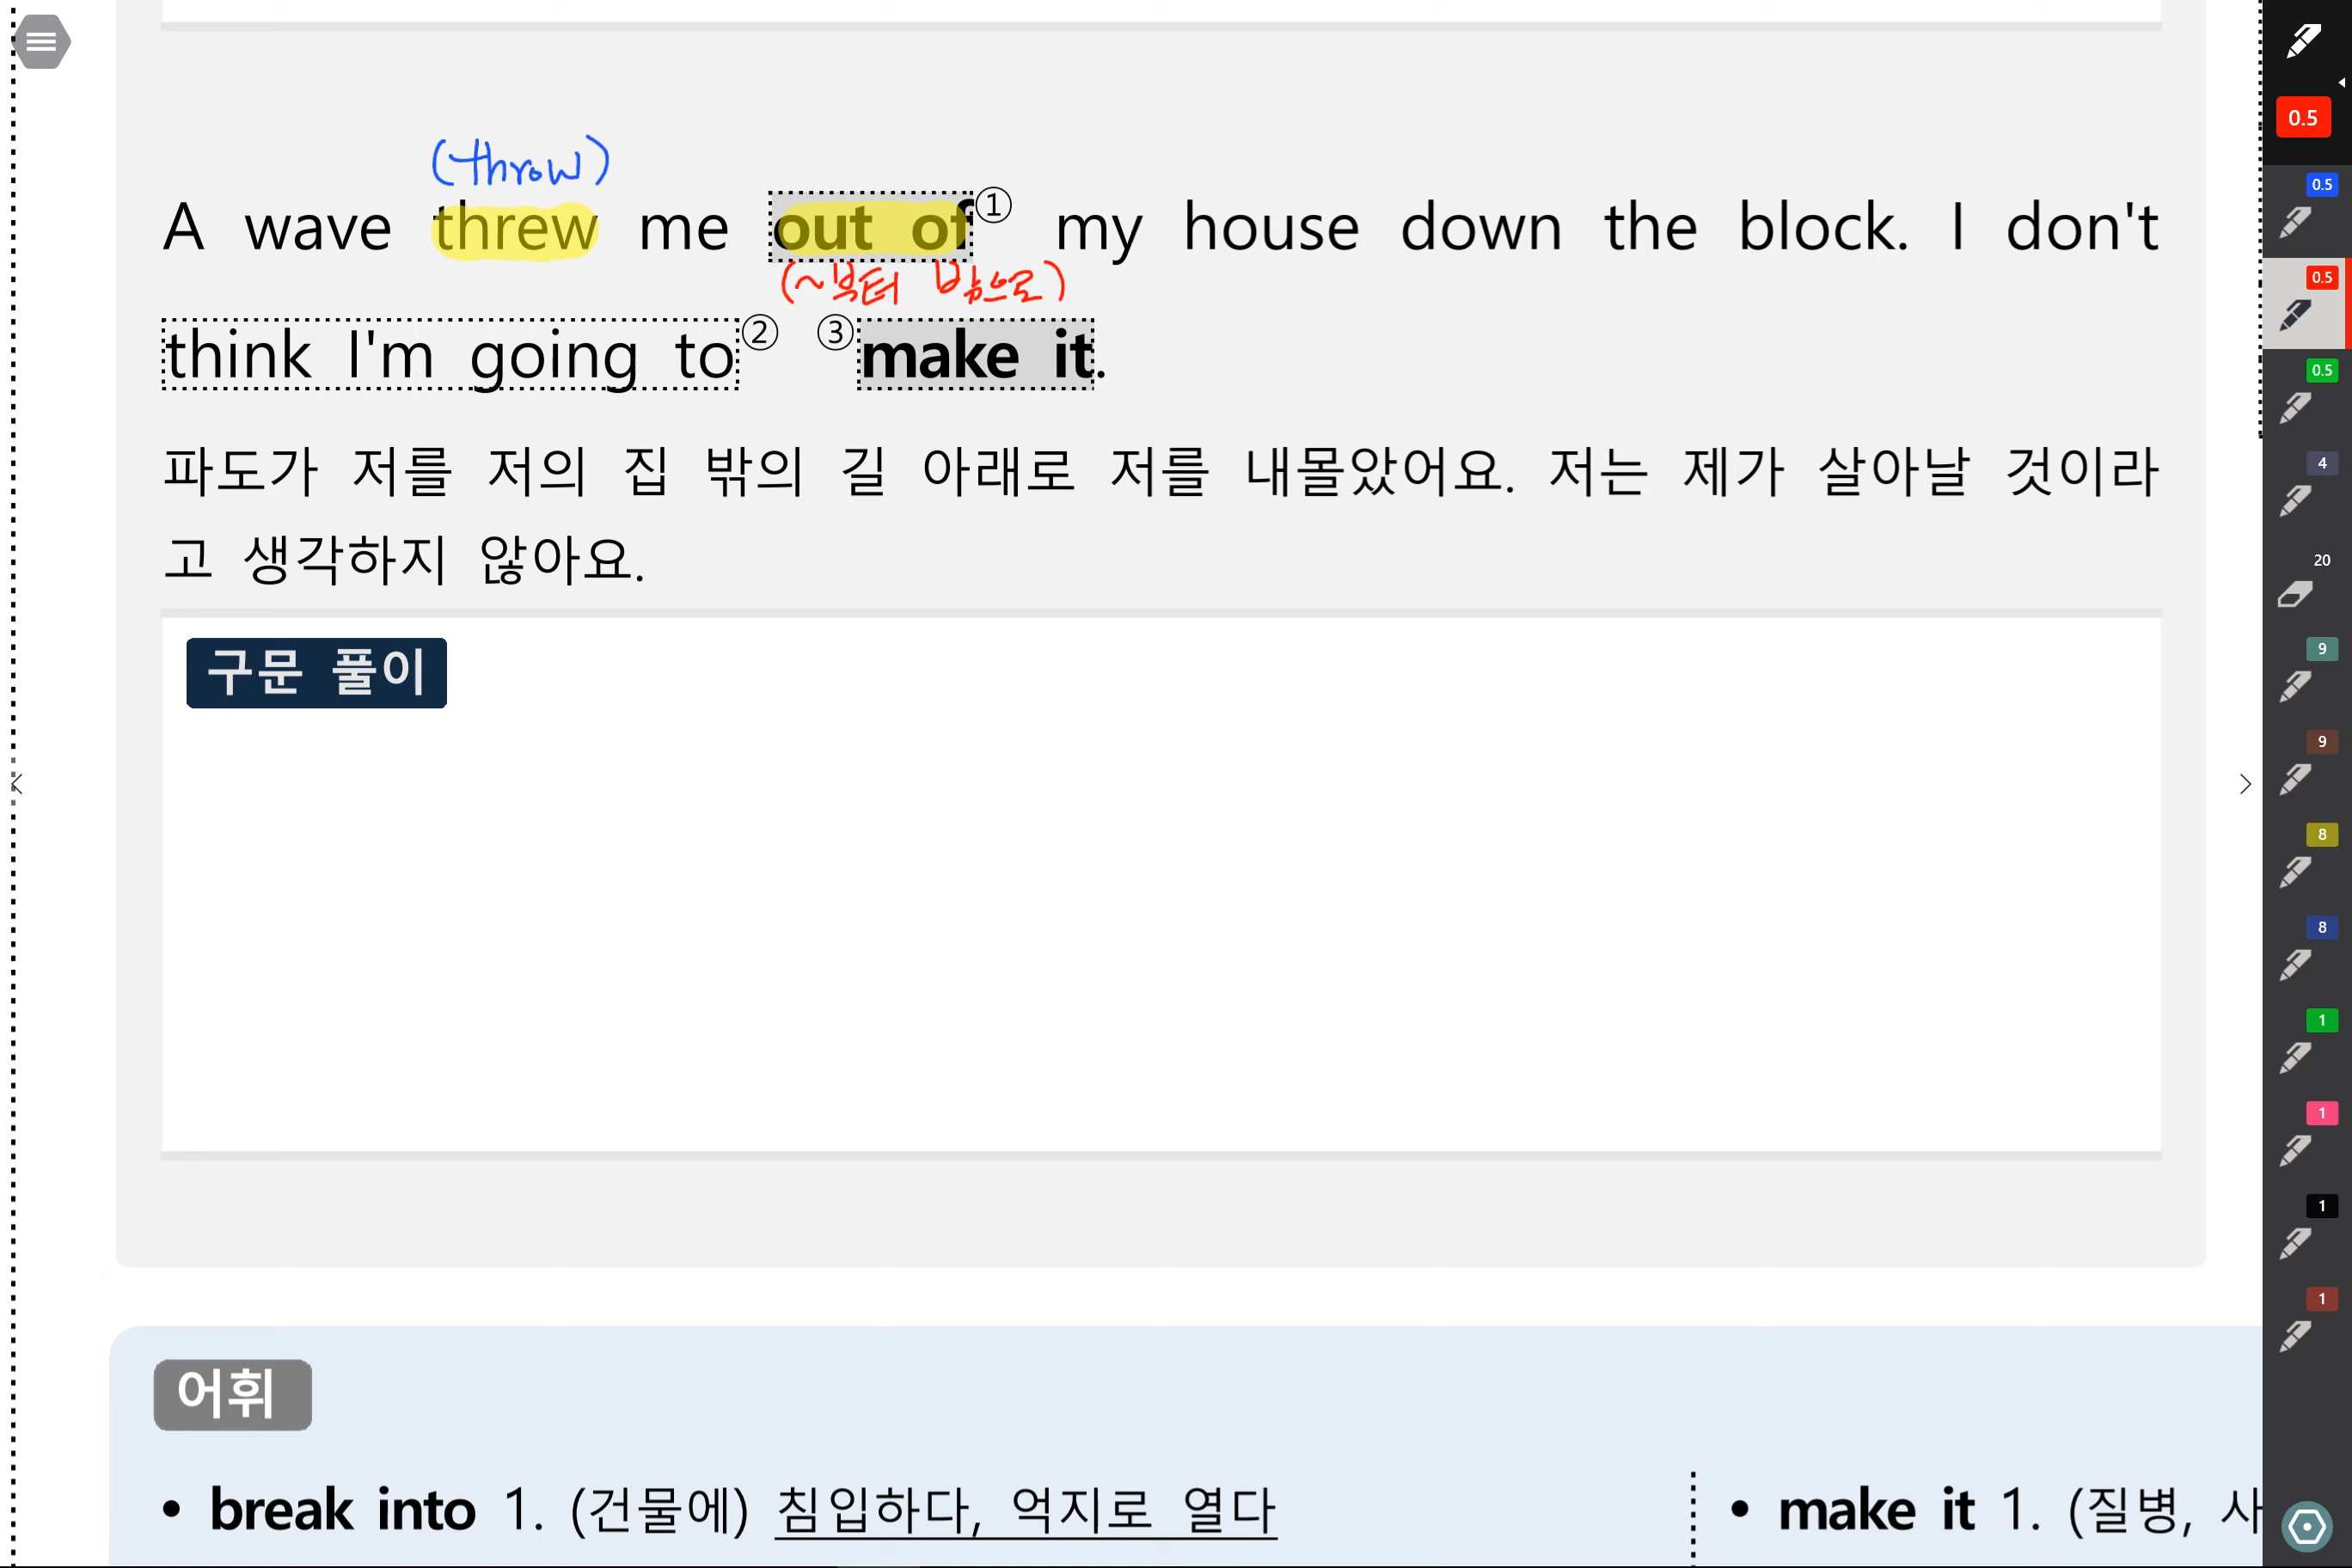 (throw)
A wave threw me out of① my house down the block. I don't
(~부터 밖으로)
think I'm going to② ③make it.
파도가 저를 저의 집 밖의 길 아래로 저를 내몰았어요. 저는 제가 살아날 것이라
고 생각하지 않아요.
구문 풀이
어휘
• break into 1. (건물에) 침입하다, 억지로 열다
• make it 1. (질병, 사
0.5
0.5
0.5
0.5
4
20
9
9
8
8
1
1
1
1